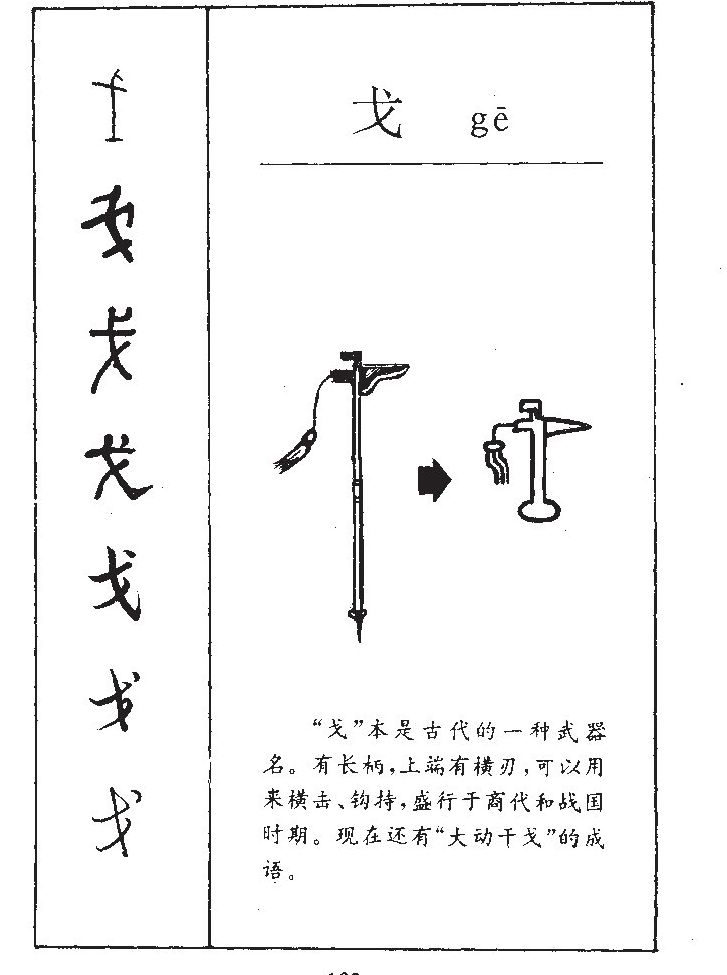 戈 gē
“戈”本是古代的一种武器
名。有长柄，上端有横刃，可以用
来横击、钩持，盛行于商代和战国
时期。现在还有“大动干戈”的成
语。